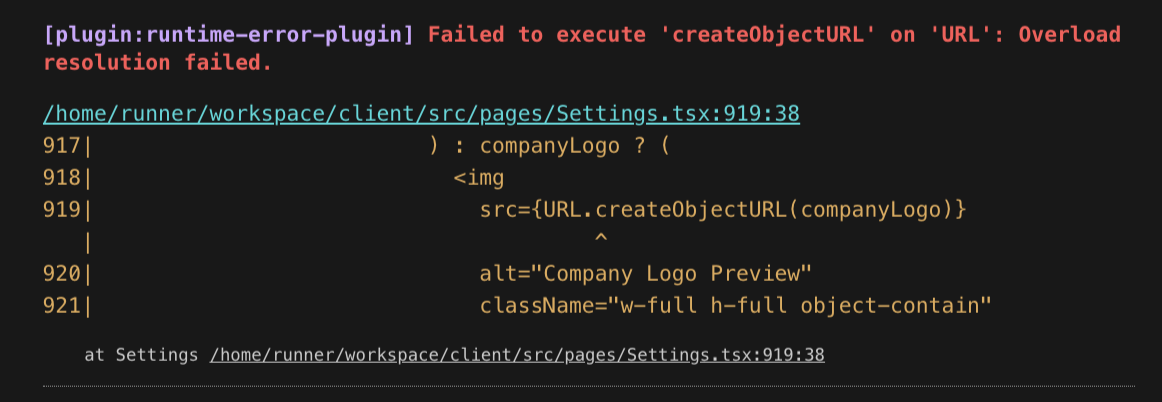 [plugin:runtime-error-plugin] Failed to execute 'createObjectURL' on 'URL': Overload
resolution failed.
/home/runner/workspace/client/src/pages/Settings.tsx:919:38
917|                          ) : companyLogo ? (
918|                            <img
919|                              src={URL.createObjectURL(companyLogo)}
   |                                       ^
920|                              alt="Company Logo Preview"
921|                              className="w-full h-full object-contain"
at Settings /home/runner/workspace/client/src/pages/Settings.tsx:919:38